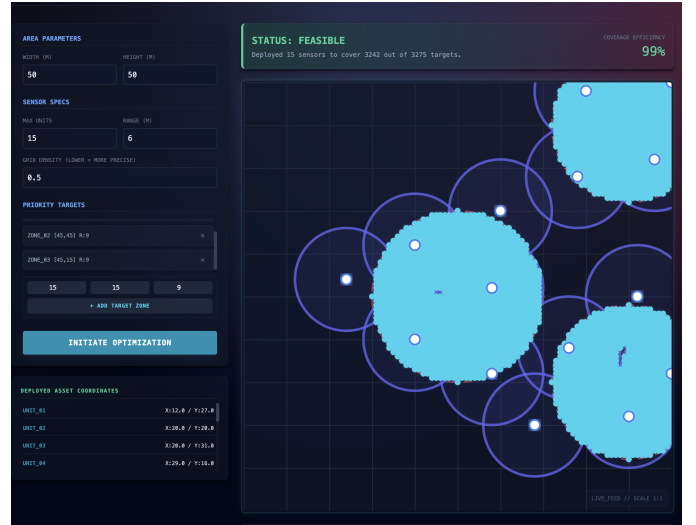 AREA PARAMETERS
WIDTH (M) HEIGHT (M)
50 50
SENSOR SPECS
MAX UNITS RANGE (M)
15 6
GRID DENSITY (LOWER = MORE PRECISE)
0.5
PRIORITY TARGETS
ZONE_02 [45,45] R:9 ×
ZONE_03 [45,15] R:9 ×
15 15 9
+ ADD TARGET ZONE
INITIATE OPTIMIZATION
DEPLOYED ASSET COORDINATES
UNIT_01 X:12.0 / Y:27.0
UNIT_02 X:20.0 / Y:20.0
UNIT_03 X:20.0 / Y:31.0
UNIT_04 X:29.0 / Y:16.0
STATUS: FEASIBLE
Deployed 15 sensors to cover 3242 out of 3275 targets.
COVERAGE EFFICIENCY
99%
LIVE_FEED // SCALE 1:1